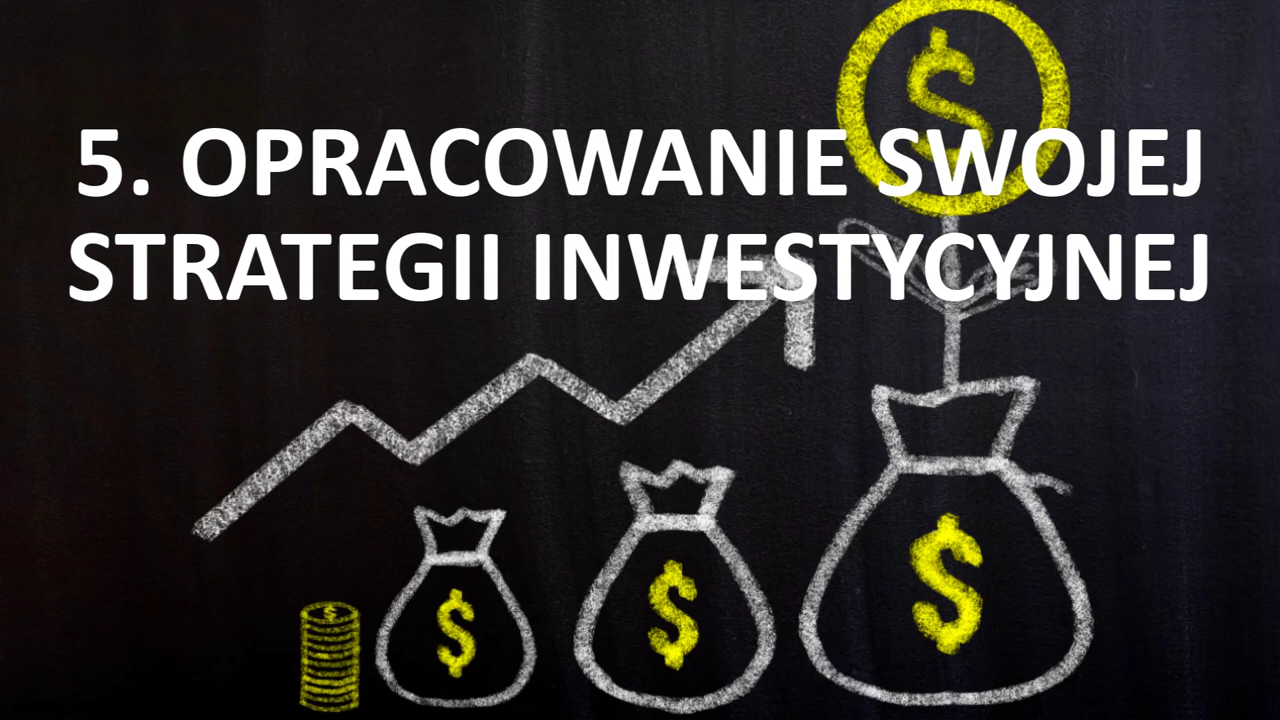 5. OPRACOWANIE SWOJEJ
STRATEGII INWESTYCYJNEJ
$
$
$
$
$